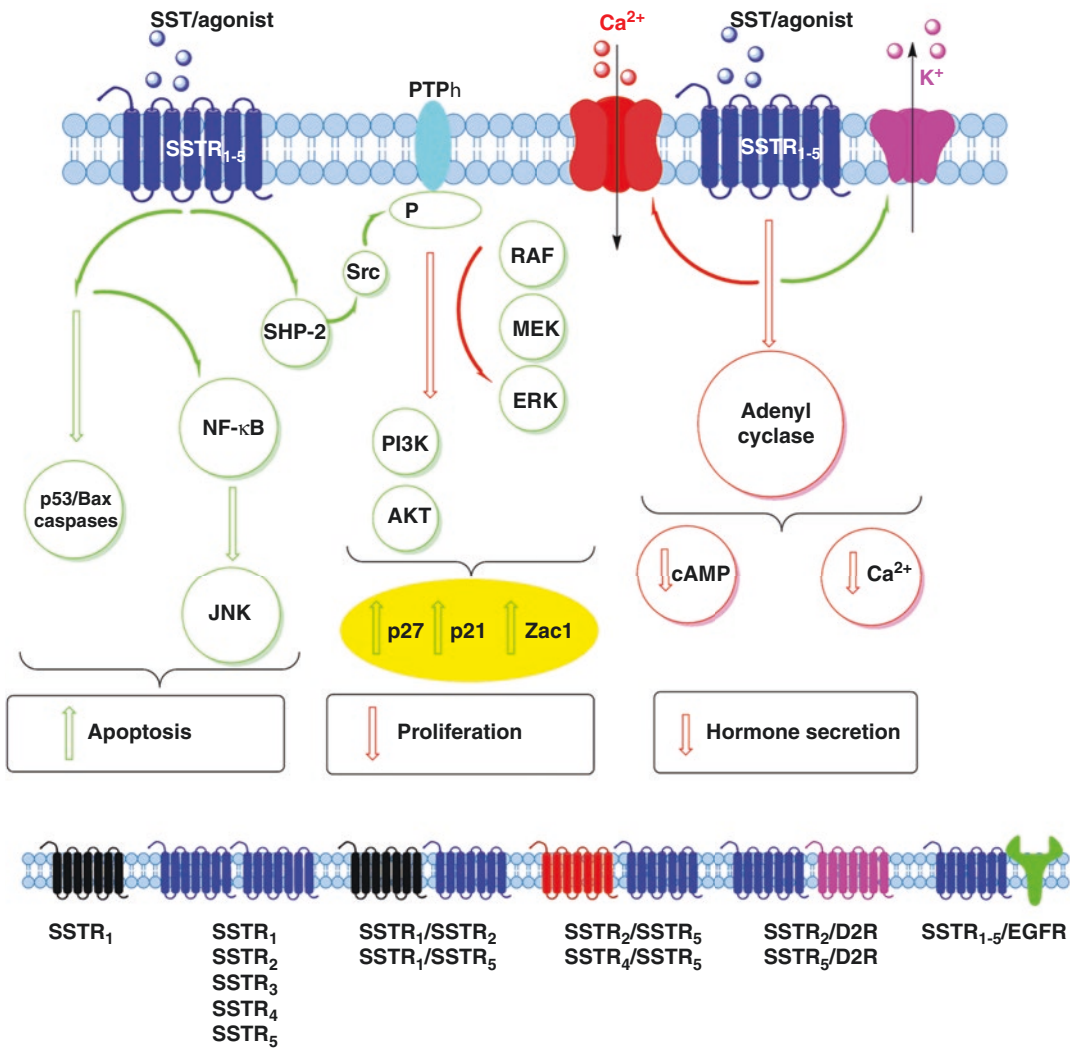 SST/agonist
Ca²⁺
SST/agonist
K⁺
PTPh
SSTR₁₋₅
SSTR₁₋₅
P
RAF
Src
SHP-2
MEK
ERK
NF-κB
PI3K
Adenyl
cyclase
p53/Bax
caspases
AKT
cAMP
Ca²⁺
JNK
p27
p21
Zac1
Apoptosis
Proliferation
Hormone secretion
SSTR₁
SSTR₁
SSTR₂
SSTR₃
SSTR₄
SSTR₅
SSTR₁/SSTR₂
SSTR₁/SSTR₅
SSTR₂/SSTR₅
SSTR₄/SSTR₅
SSTR₂/D2R
SSTR₅/D2R
SSTR₁₋₅/EGFR